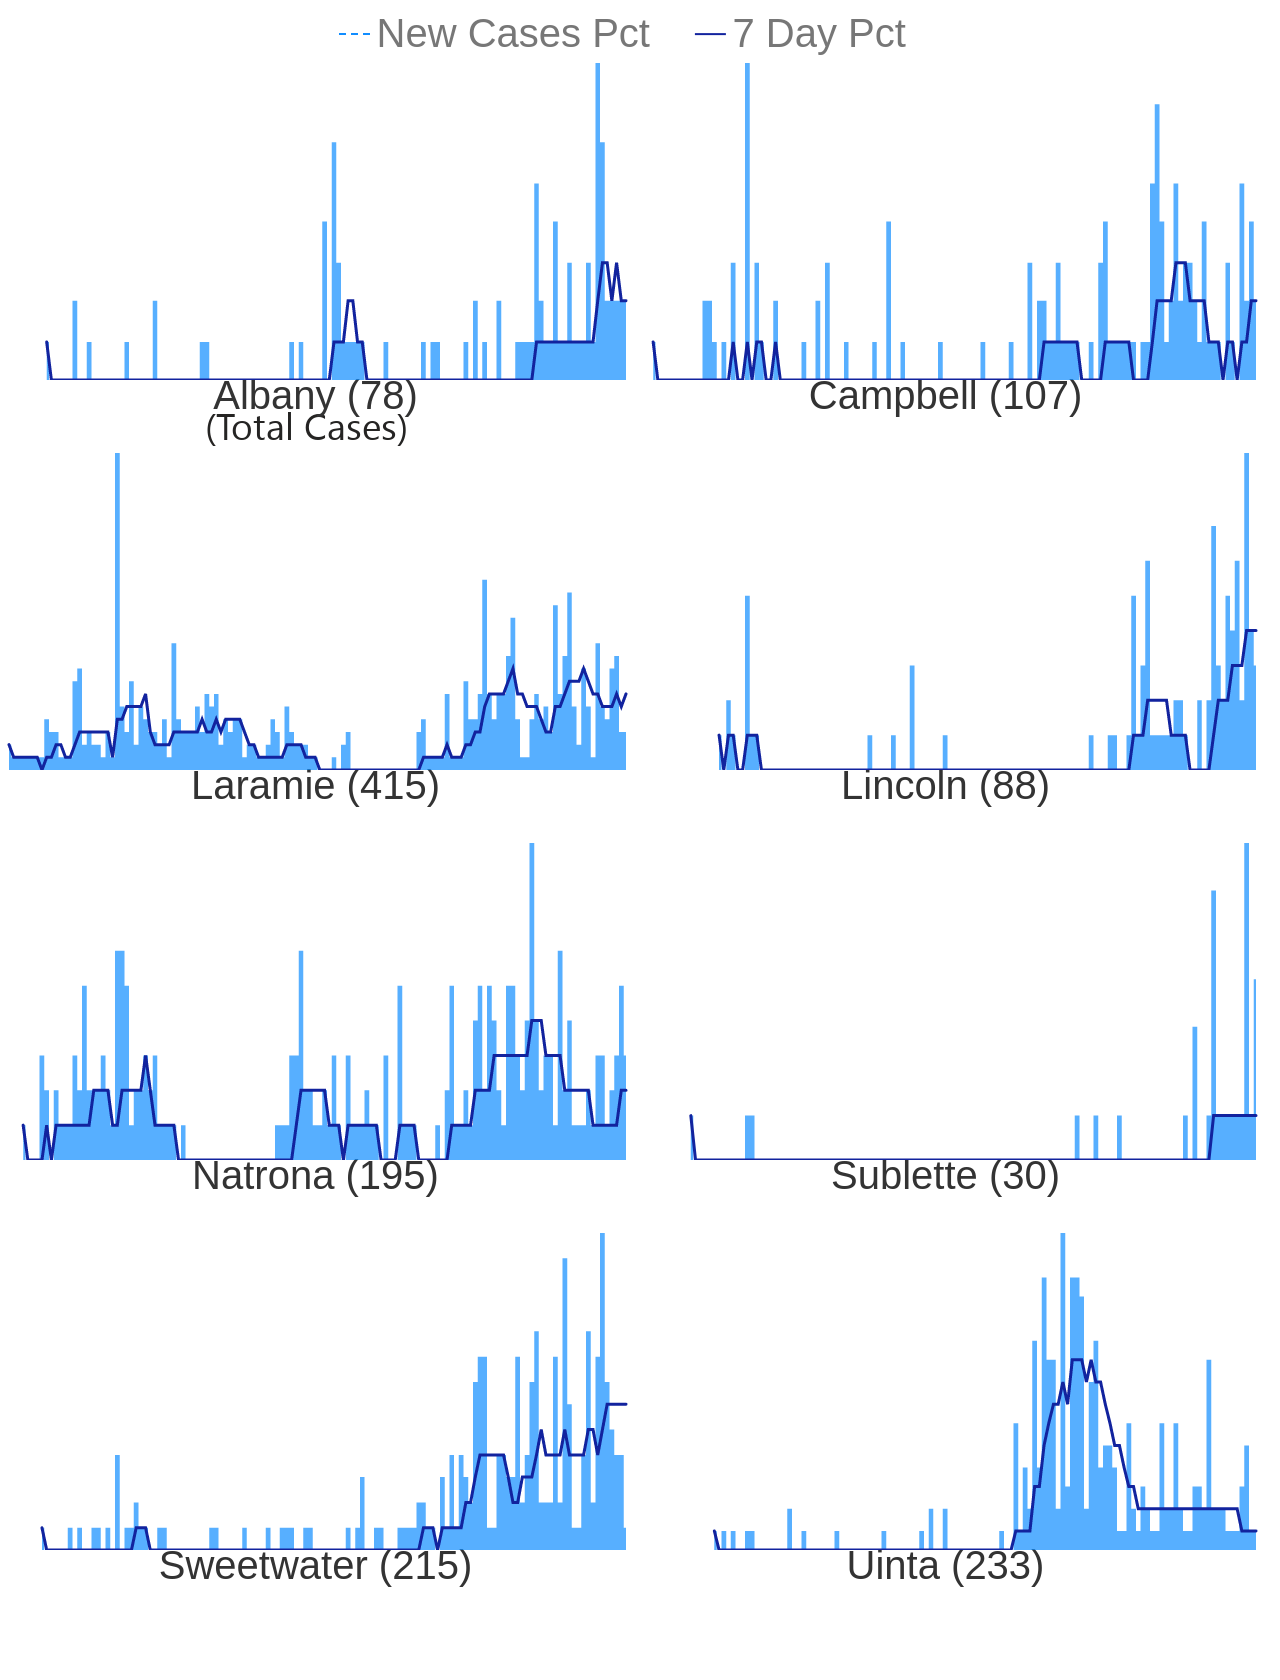 New Cases Pct 7 Day Pct
Albany (78)
(Total Cases)
Campbell (107)
Laramie (415)
Lincoln (88)
Natrona (195)
Sublette (30)
Sweetwater (215)
Uinta (233)